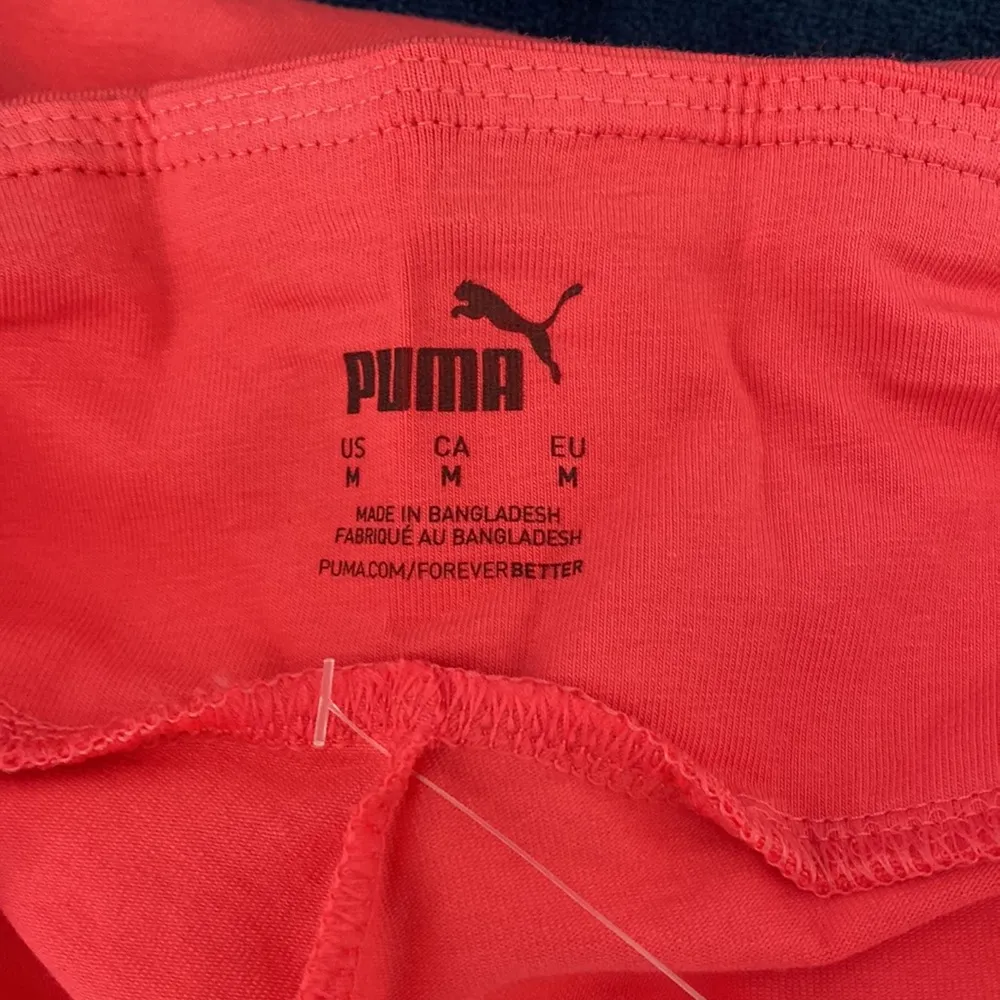 PUMA
US CA EU
M M M
MADE IN BANGLADESH
FABRIQUÉ AU BANGLADESH
PUMA.COM/FOREVERBETTER